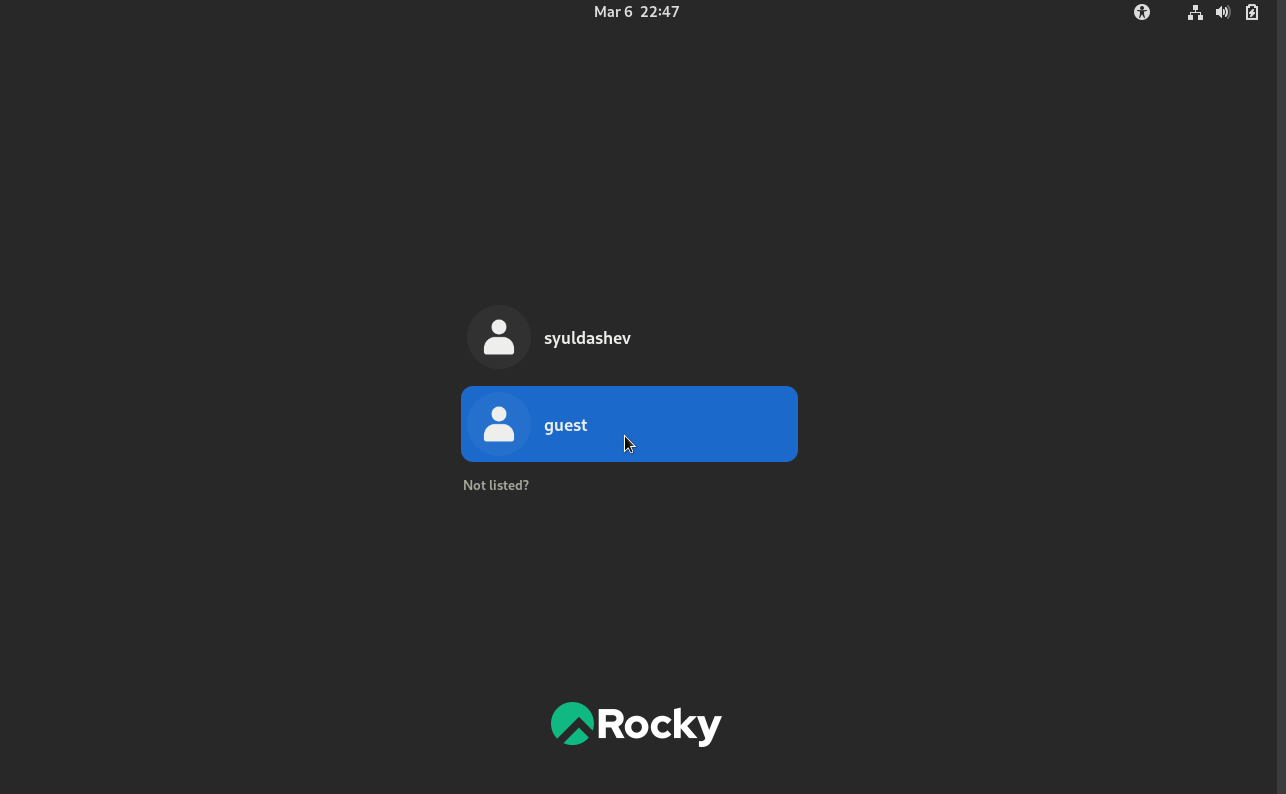 Mar 6 22:47
syuldashev
guest
Not listed?
Rocky